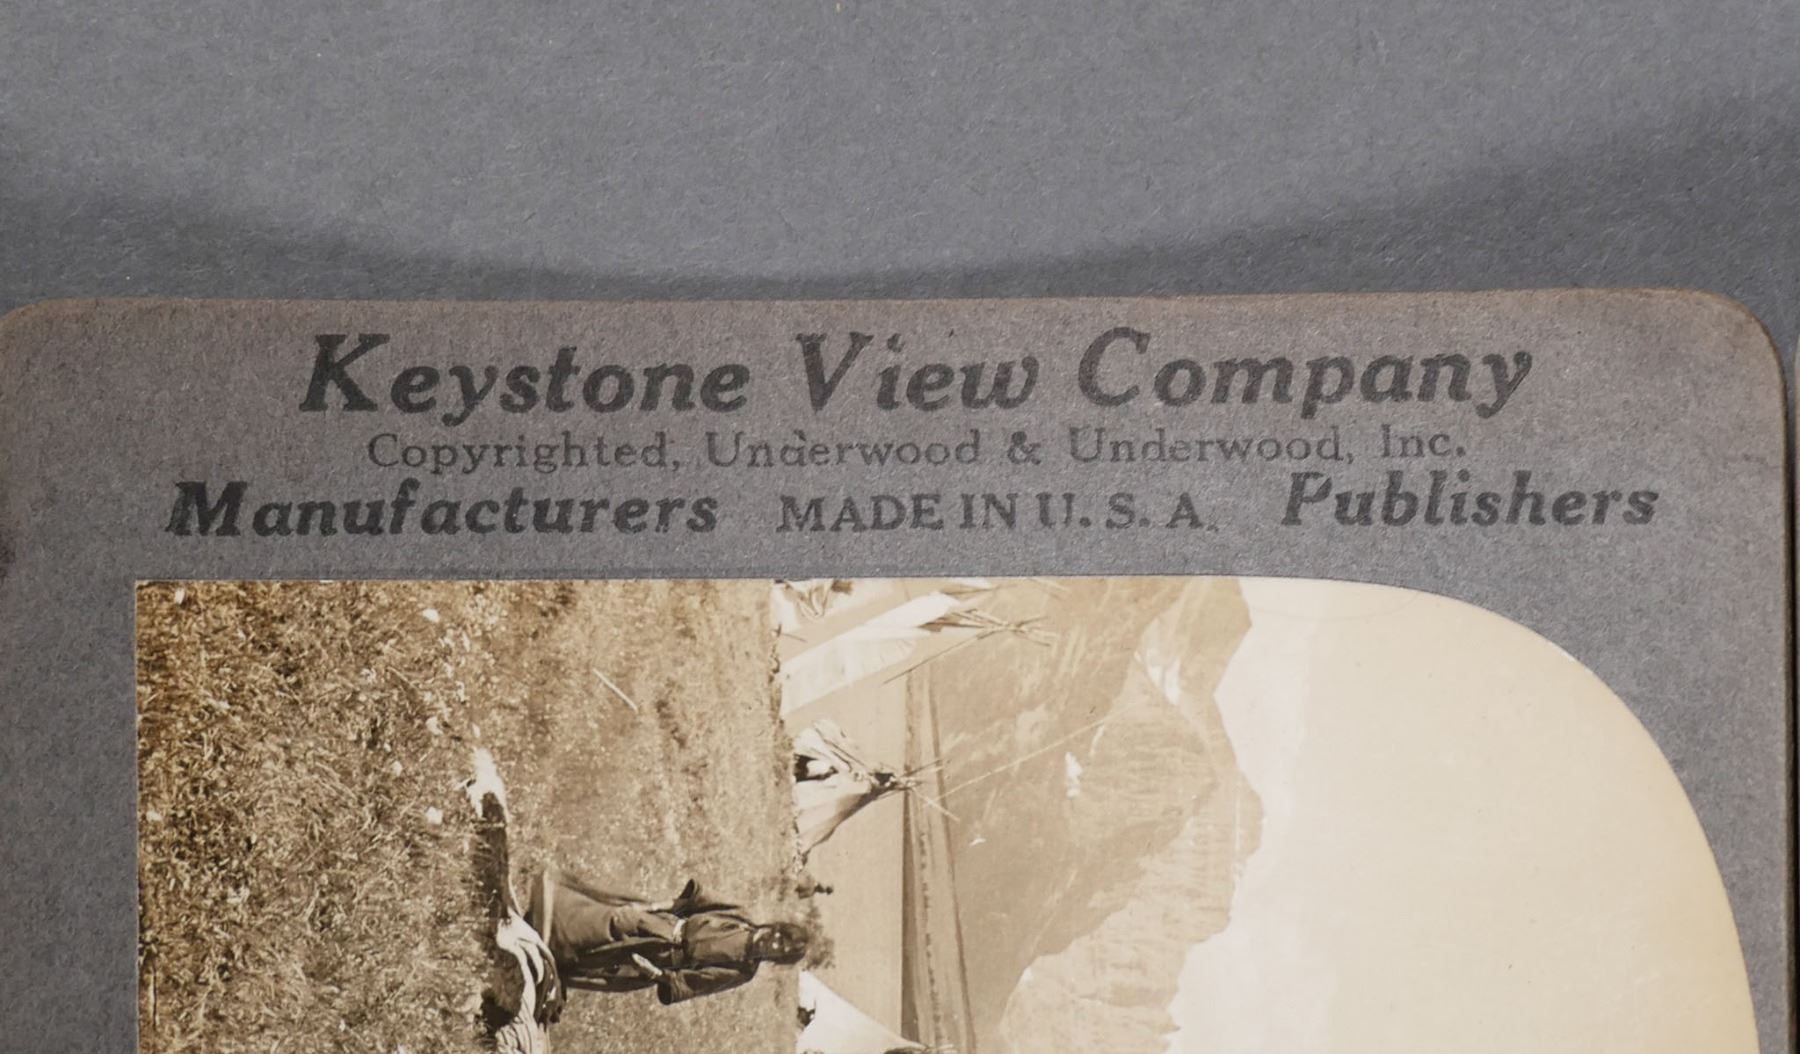 Keystone View Company
Copyrighted, Underwood & Underwood, Inc.
Manufacturers MADE IN U. S. A. Publishers